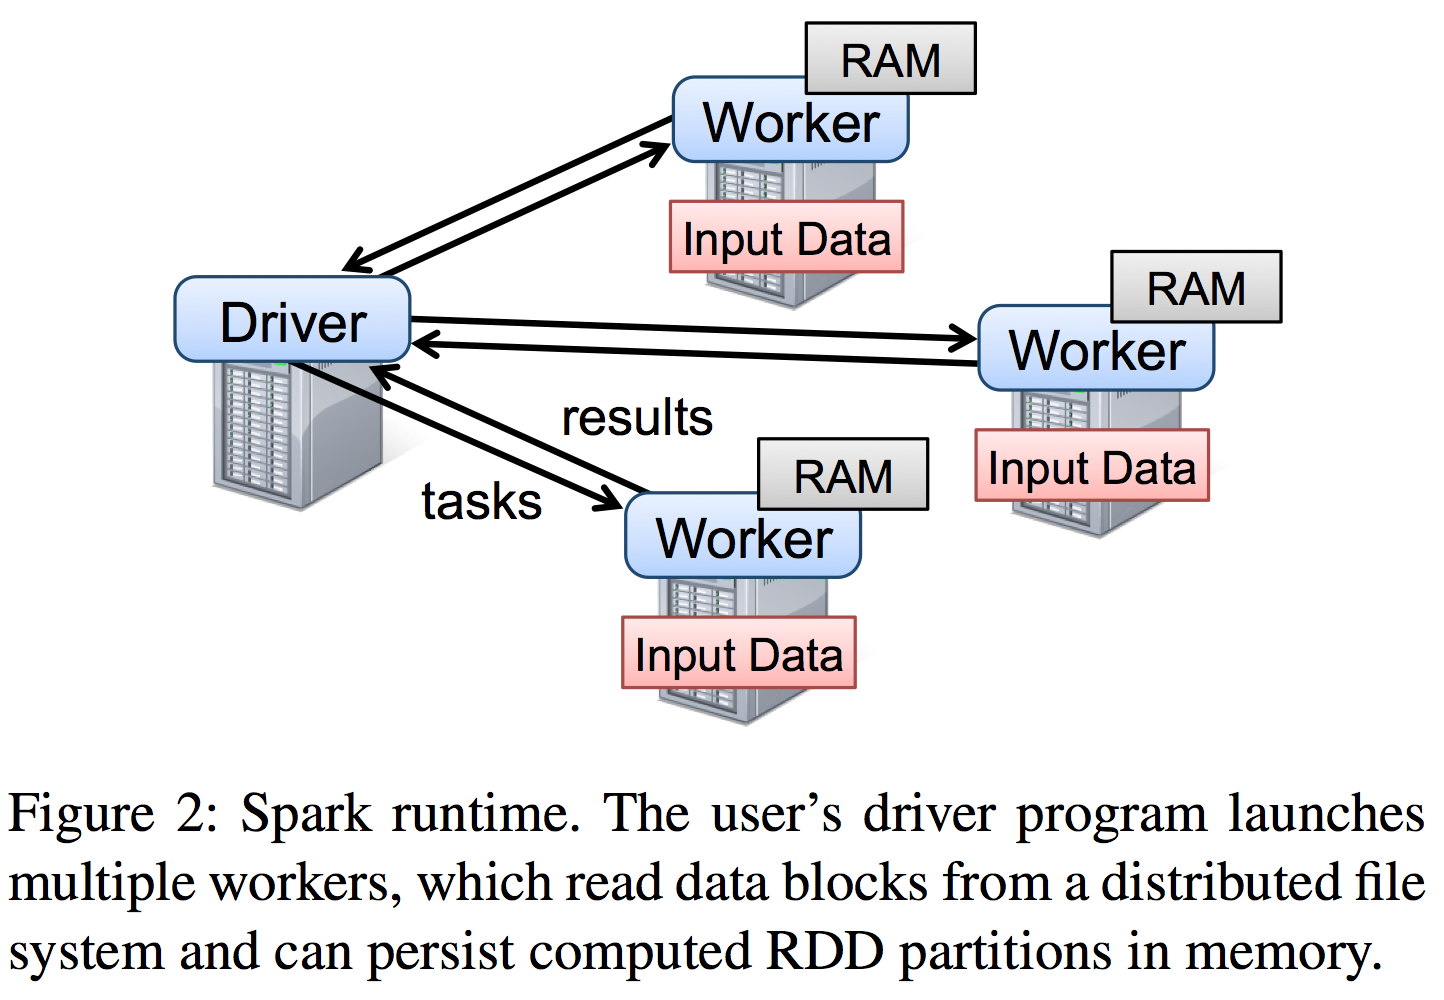 RAM
Worker
Input Data
RAM
Driver
Worker
results
Input Data
RAM
tasks
Worker
Input Data
Figure 2: Spark runtime. The user’s driver program launches
multiple workers, which read data blocks from a distributed file
system and can persist computed RDD partitions in memory.